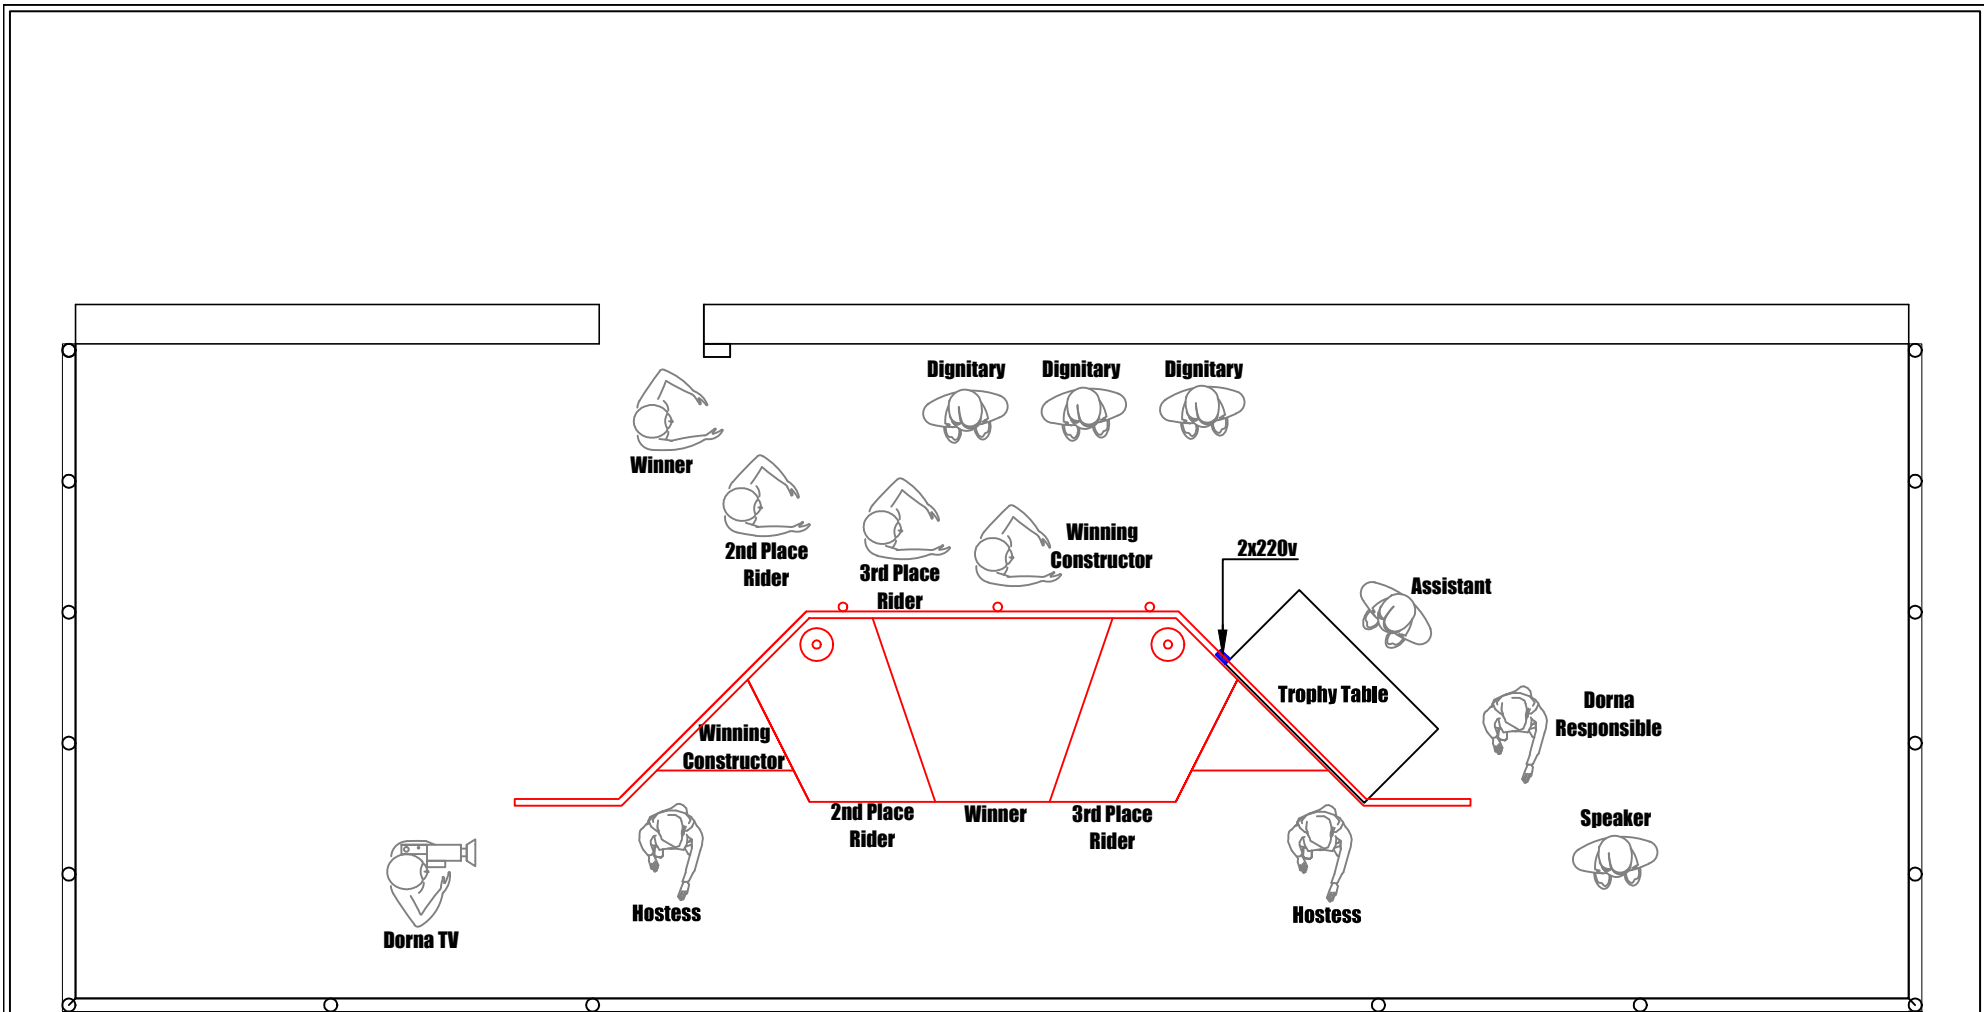 Dignitary
Dignitary
Dignitary
Winner
2nd Place
Rider
3rd Place
Rider
Winning
Constructor
2x220v
Assistant
Trophy Table
Dorna
Responsible
Winning
Constructor
2nd Place
Rider
Winner
3rd Place
Rider
Speaker
Hostess
Hostess
Dorna TV